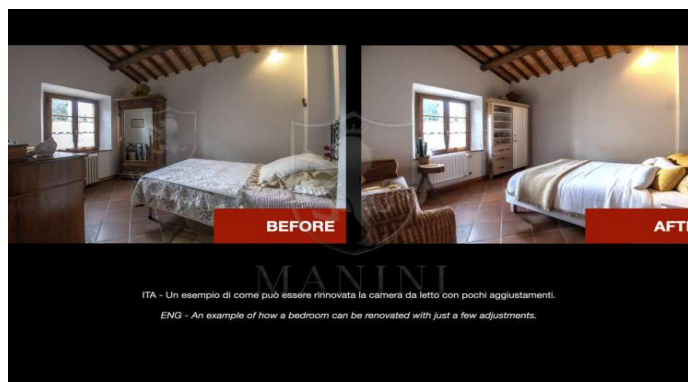 BEFORE
AFT
MANINI
ITA - Un esempio di come può essere rinnovata la camera da letto con pochi aggiustamenti.
ENG - An example of how a bedroom can be renovated with just a few adjustments.